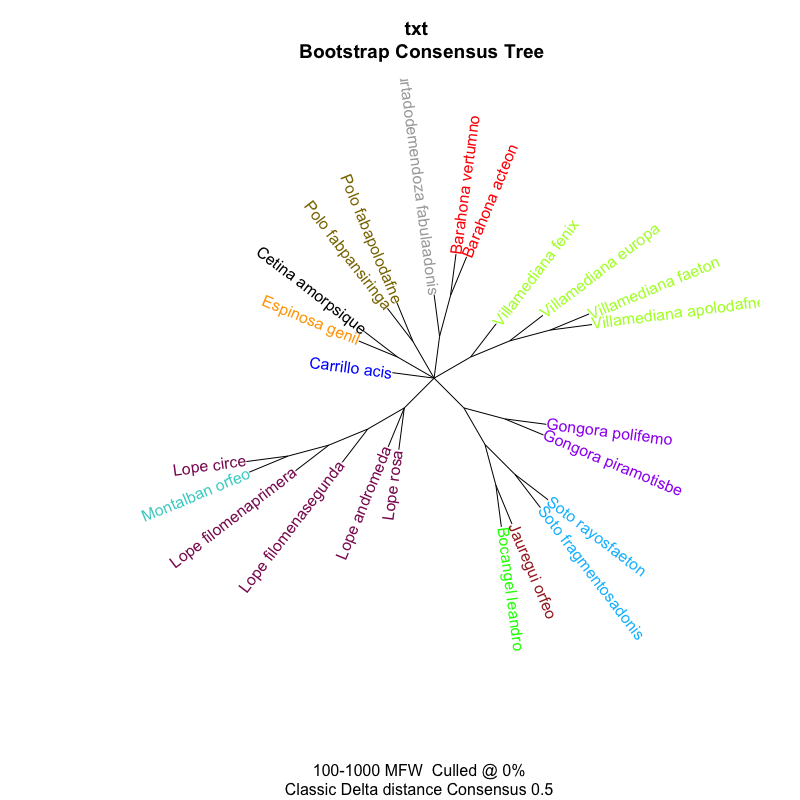 txt
Bootstrap Consensus Tree
urtadodemendoza fabulaadonis
Barahona vertumno
Barahona acteon
Polo fabapolodafne
Polo fabpansiringa
Cetina amorpsique
Espinosa genil
Carrillo acis
Villamediana fenix
Villamediana europa
Villamediana faeton
Villamediana apolodafne
Gongora polifemo
Gongora piramotisbe
Soto rayosfaeton
Soto fragmentosadonis
Jauregui orfeo
Bocangel leandro
Lope rosa
Lope andromeda
Lope filomenasegunda
Lope filomenaprimera
Montalban orfeo
Lope circe
100-1000 MFW  Culled @ 0%
Classic Delta distance Consensus 0.5